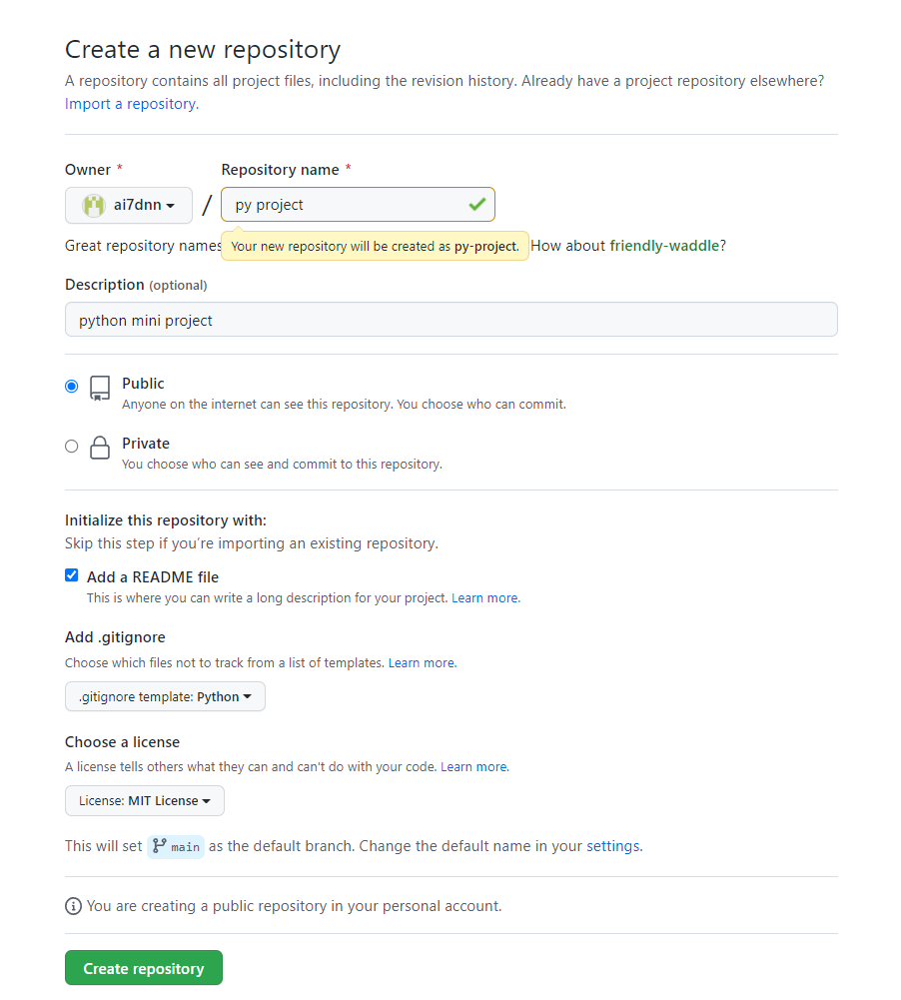 Create a new repository
A repository contains all project files, including the revision history. Already have a project repository elsewhere?
Import a repository.
Owner * Repository name *
ai7dnn / py project
Great repository names Your new repository will be created as py-project. How about friendly-waddle?
Description (optional)
python mini project
Public
Anyone on the internet can see this repository. You choose who can commit.
Private
You choose who can see and commit to this repository.
Initialize this repository with:
Skip this step if you’re importing an existing repository.
Add a README file
This is where you can write a long description for your project. Learn more.
Add .gitignore
Choose which files not to track from a list of templates. Learn more.
.gitignore template: Python
Choose a license
A license tells others what they can and can't do with your code. Learn more.
License: MIT License
This will set main as the default branch. Change the default name in your settings.
You are creating a public repository in your personal account.
Create repository